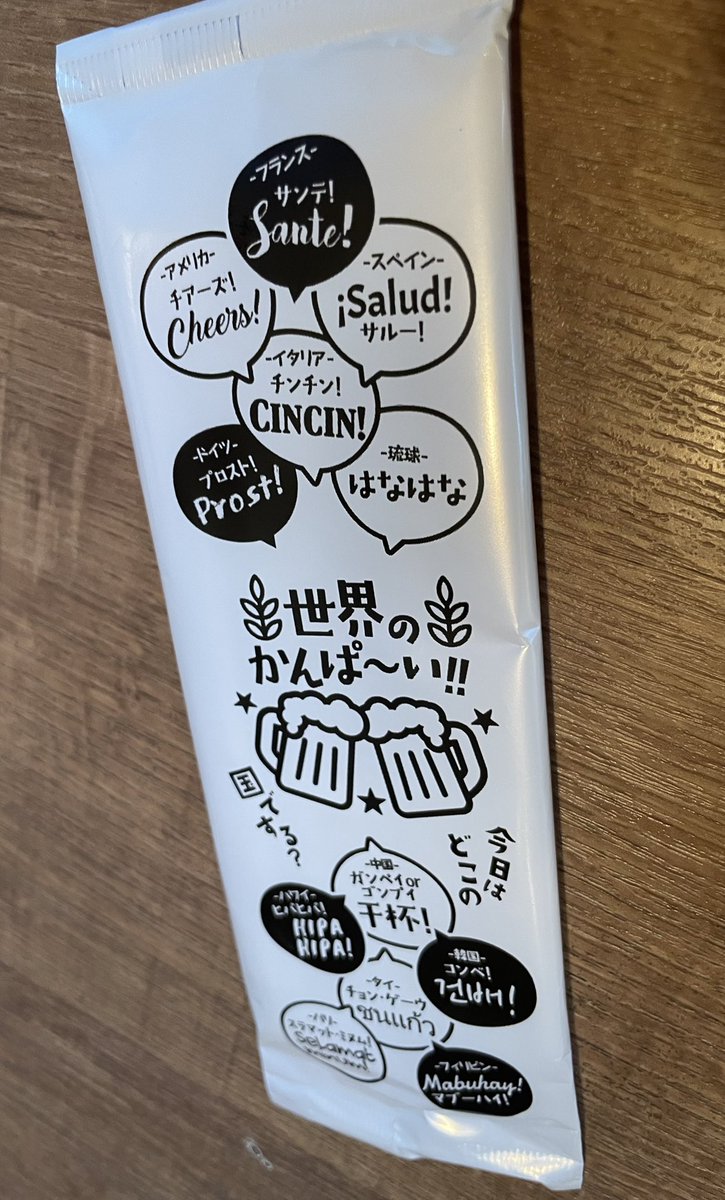 -フランス-
サンテ!
Sante!
-アメリカ-
チアーズ!
Cheers!
-スペイン-
¡Salud!
サルー!
-イタリア-
チンチン!
CINCIN!
-ドイツ-
プロスト!
Prost!
-琉球-
はなはな
世界の
かんぱ〜い!!
今日は
どこの
国で
する?
-中国-
ガンペイor
ゴンブイ
干杯!
-ハワイ-
ヒパヒパ!
HIPA
HIPA!
-韓国-
コンベ!
건배!
-タイ-
チョン・ゲーウ
ชนแก้ว
スラマット・ミヌム!
Selamat
-フィリピン-
Mabuhay!
マブーハイ!